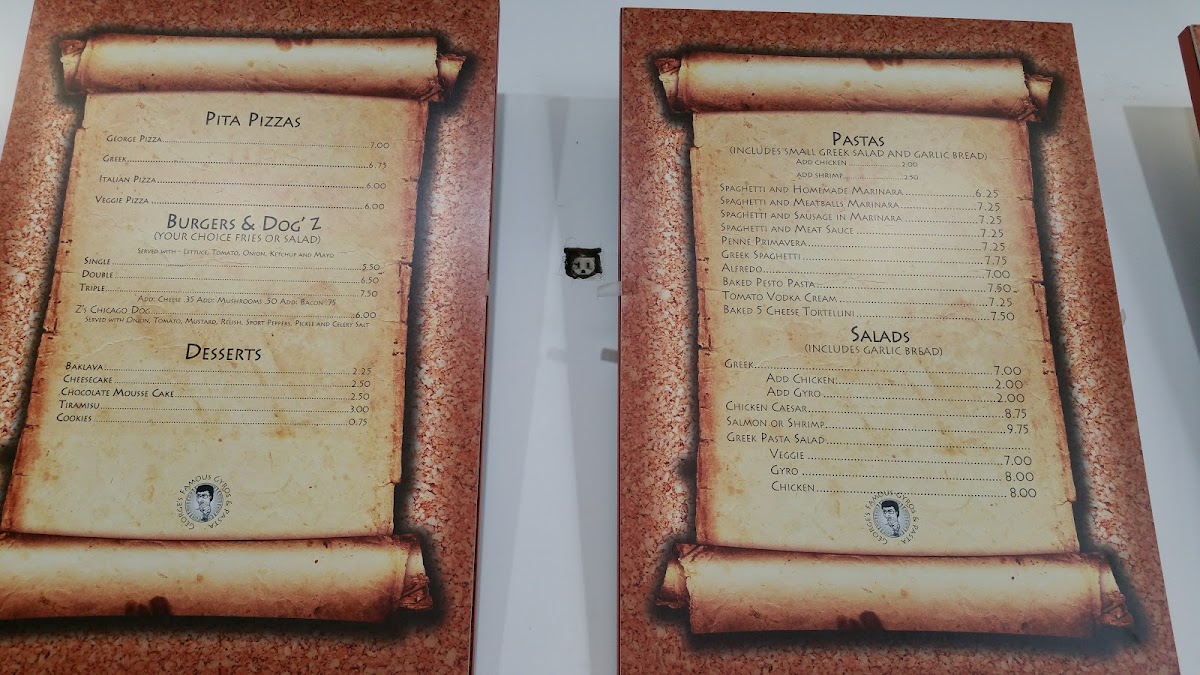 PITA PIZZAS
GEORGE PIZZA 7.00
GREEK 6.75
ITALIAN PIZZA 6.00
VEGGIE PIZZA 6.00
BURGERS & DOG'Z
(YOUR CHOICE FRIES OR SALAD)
SERVED WITH - LETTUCE, TOMATO, ONION, KETCHUP AND MAYO
SINGLE 5.50
DOUBLE 6.50
TRIPLE 7.50
ADD: CHEESE .35 ADD: MUSHROOMS .50 ADD: BACON .75
Z'S CHICAGO DOG 6.00
SERVED WITH ONION, TOMATO, MUSTARD, RELISH, SPORT PEPPERS, PICKLE AND CELERY SALT
DESSERTS
BAKLAVA 2.25
CHEESECAKE 2.50
CHOCOLATE MOUSSE CAKE 2.50
TIRAMISU 3.00
COOKIES 0.75
GEORGE'S FAMOUS GYROS & PASTA
PASTAS
(INCLUDES SMALL GREEK SALAD AND GARLIC BREAD)
ADD CHICKEN 2.00
ADD SHRIMP 2.50
SPAGHETTI AND HOMEMADE MARINARA 6.25
SPAGHETTI AND MEATBALLS MARINARA 7.25
SPAGHETTI AND SAUSAGE IN MARINARA 7.25
SPAGHETTI AND MEAT SAUCE 7.25
PENNE PRIMAVERA 7.25
GREEK SPAGHETTI 7.75
ALFREDO 7.00
BAKED PESTO PASTA 7.50
TOMATO VODKA CREAM 7.25
BAKED 5 CHEESE TORTELLINI 7.50
SALADS
(INCLUDES GARLIC BREAD)
GREEK 7.00
ADD CHICKEN 2.00
ADD GYRO 2.00
CHICKEN CAESAR 8.75
SALMON OR SHRIMP 9.75
GREEK PASTA SALAD
VEGGIE 7.00
GYRO 8.00
CHICKEN 8.00
GEORGE'S FAMOUS GYROS & PASTA